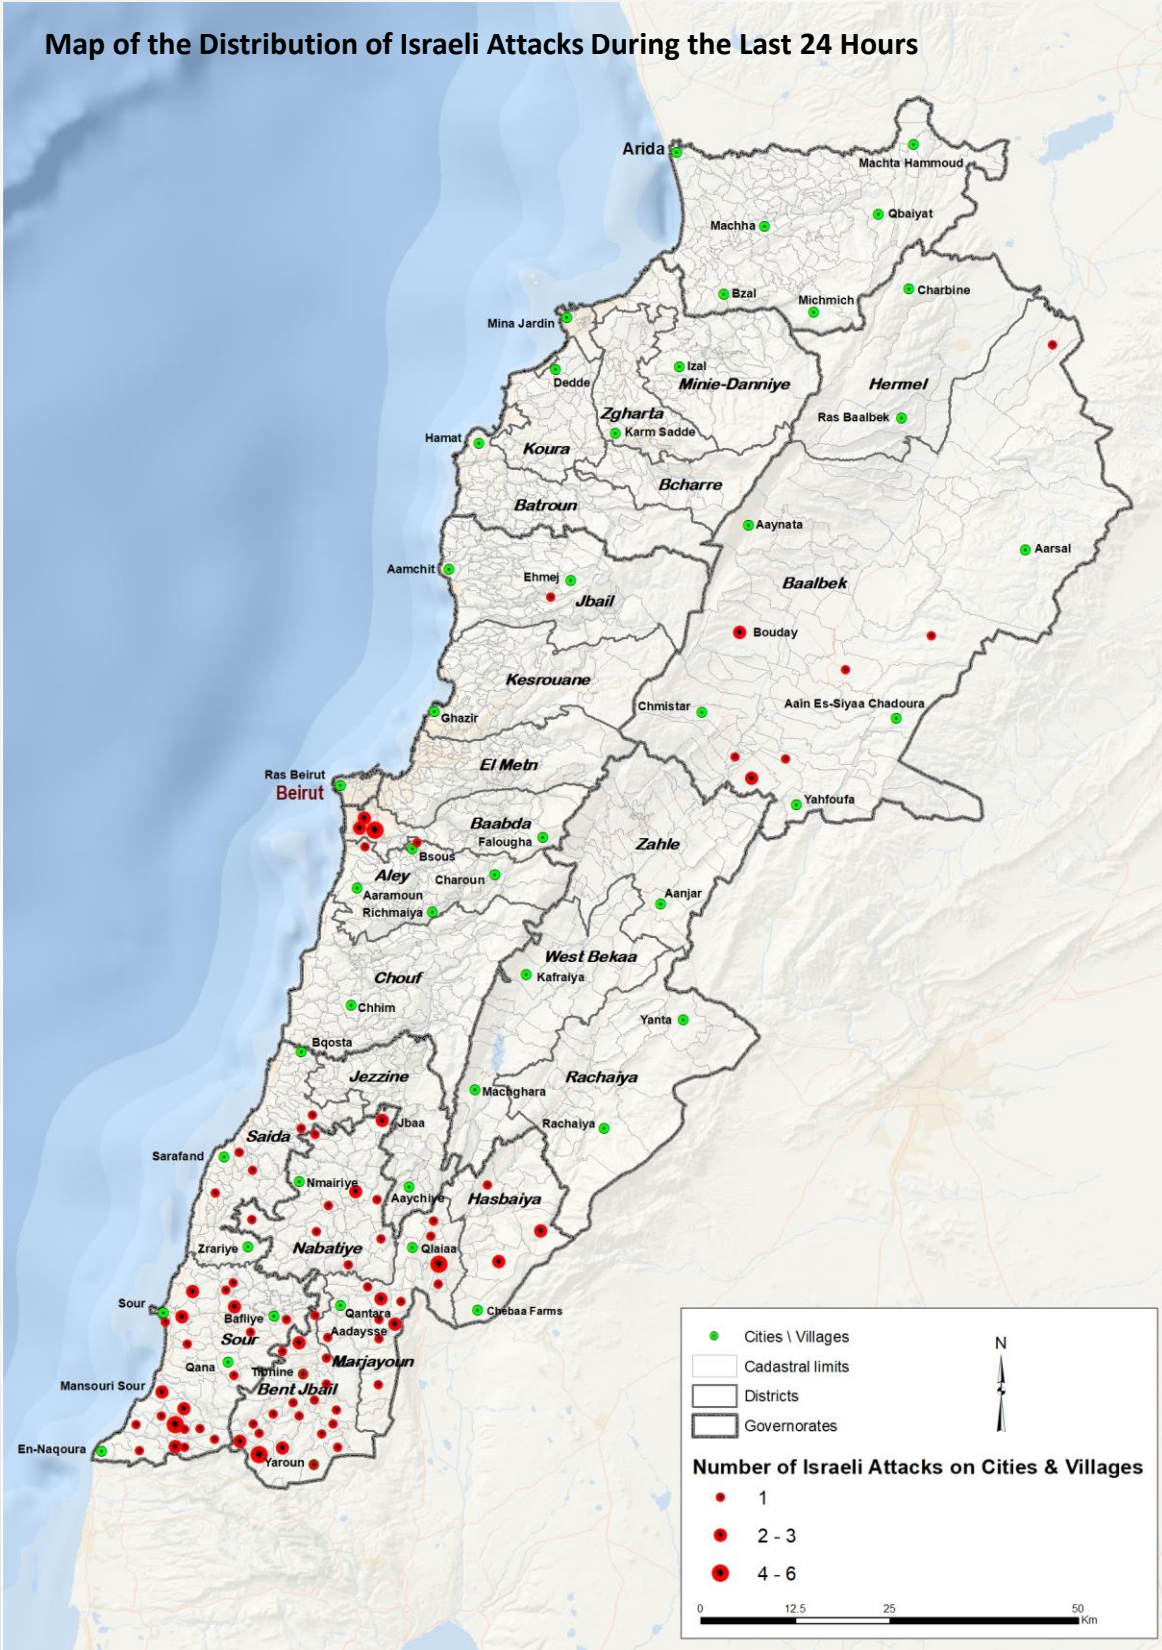 Map of the Distribution of Israeli Attacks During the Last 24 Hours
Arida
Machta Hammoud
Qbaiyat
Machha
Bzal
Michmich
Charbine
Mina Jardin
Izal
Dedde
Minie-Danniye
Hermel
Zgharta
Ras Baalbek
Karm Sadde
Hamat
Koura
Bcharre
Batroun
Aaynata
Aarsal
Aamchit
Ehmej
Baalbek
Jbail
Bouday
Kesrouane
Chmistar
Aain Es-Siyaa Chadoura
Ghazir
El Metn
Ras Beirut
Beirut
Yahfoufa
Baabda
Falougha
Zahle
Bsous
Aley
Charoun
Aaramoun
Aanjar
Richmaiya
West Bekaa
Chouf
Kafraiya
Chhim
Yanta
Bqosta
Jezzine
Rachaiya
Machghara
Jbaa
Rachaiya
Saida
Sarafand
Nmairiye
Aaychiye
Hasbaiya
Zrariye
Nabatiye
Qlaiaa
Sour
Bafliye
Qantara
Chebaa Farms
Aadaysse
Sour
Qana
Tibnine
Marjayoun
Mansouri Sour
Bent Jbail
En-Naqoura
Yaroun
Cities \ Villages
Cadastral limits
Districts
Governorates
N
Number of Israeli Attacks on Cities & Villages
1
2 - 3
4 - 6
0 12.5 25 50
Km